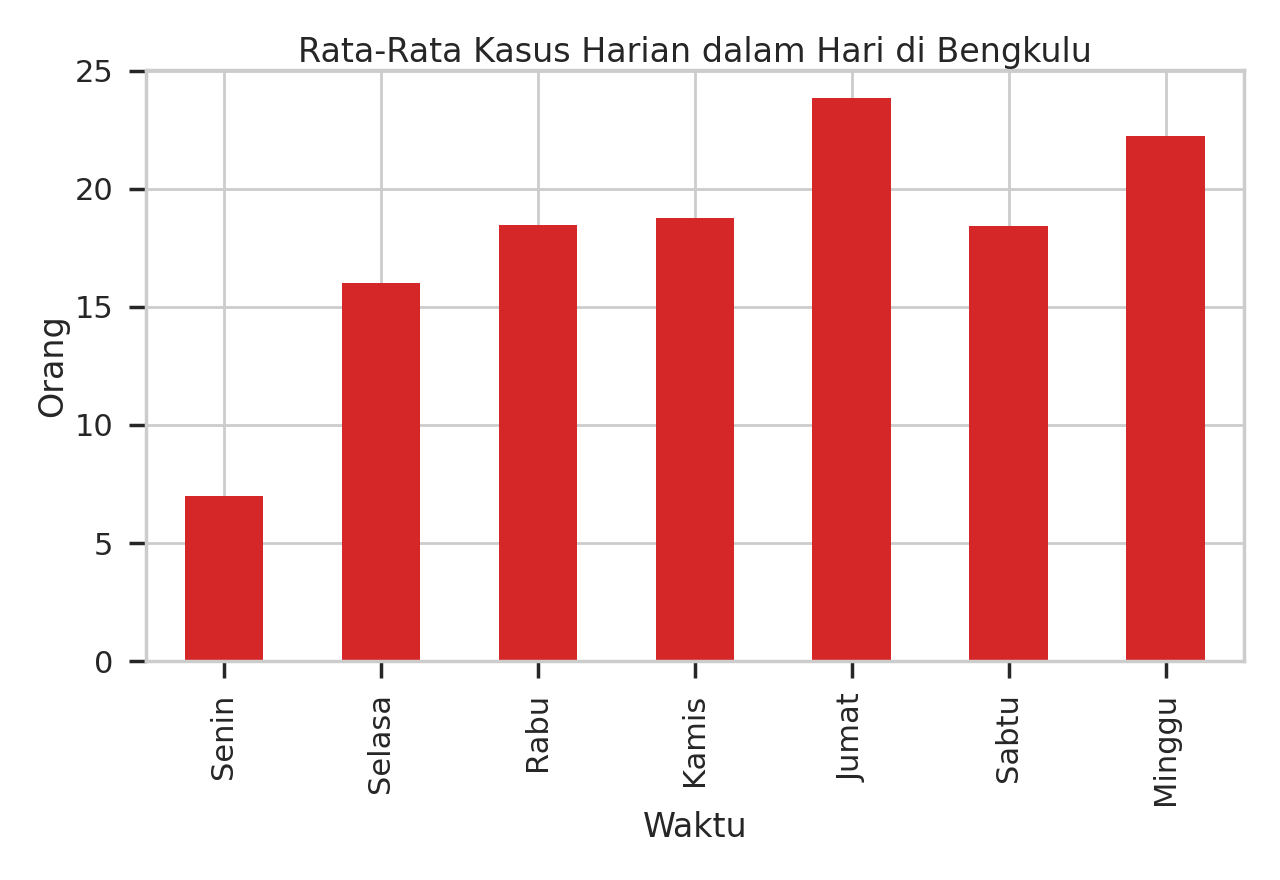 Rata-Rata Kasus Harian dalam Hari di Bengkulu
25
20
15
10
5
0
Orang
Senin
Selasa
Rabu
Kamis
Jumat
Sabtu
Minggu
Waktu